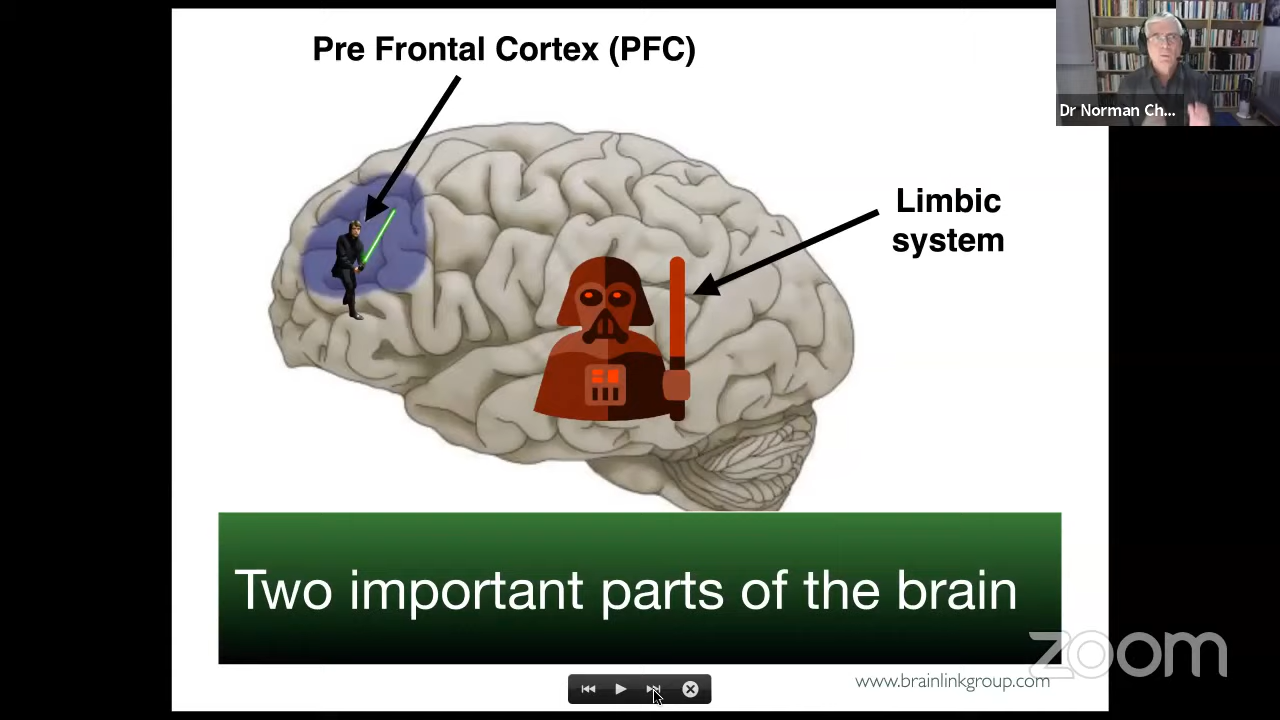 Pre Frontal Cortex (PFC)
Dr Norman Ch...
Limbic
system
Two important parts of the brain
zoom
www.brainlinkgroup.com